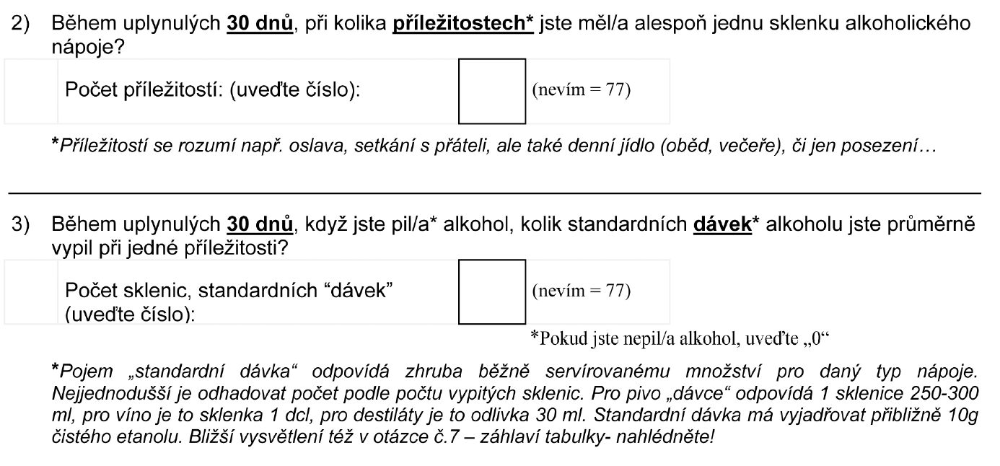 2) Během uplynulých 30 dnů, při kolika příležitostech* jste měl/a alespoň jednu sklenku alkoholického
nápoje?
Počet příležitostí: (uveďte číslo): (nevím = 77)
*Příležitostí se rozumí např. oslava, setkání s přáteli, ale také denní jídlo (oběd, večeře), či jen posezení…
3) Během uplynulých 30 dnů, když jste pil/a* alkohol, kolik standardních dávek* alkoholu jste průměrně
vypil při jedné příležitosti?
Počet sklenic, standardních “dávek” (nevím = 77)
(uveďte číslo):
*Pokud jste nepil/a alkohol, uveďte „0“
*Pojem „standardní dávka“ odpovídá zhruba běžně servírovanému množství pro daný typ nápoje.
Nejjednodušší je odhadovat počet podle počtu vypitých sklenic. Pro pivo „dávce“ odpovídá 1 sklenice 250-300
ml, pro víno je to sklenka 1 dcl, pro destiláty je to odlivka 30 ml. Standardní dávka má vyjadřovat přibližně 10g
čistého etanolu. Bližší vysvětlení též v otázce č.7 – záhlaví tabulky- nahlédněte!